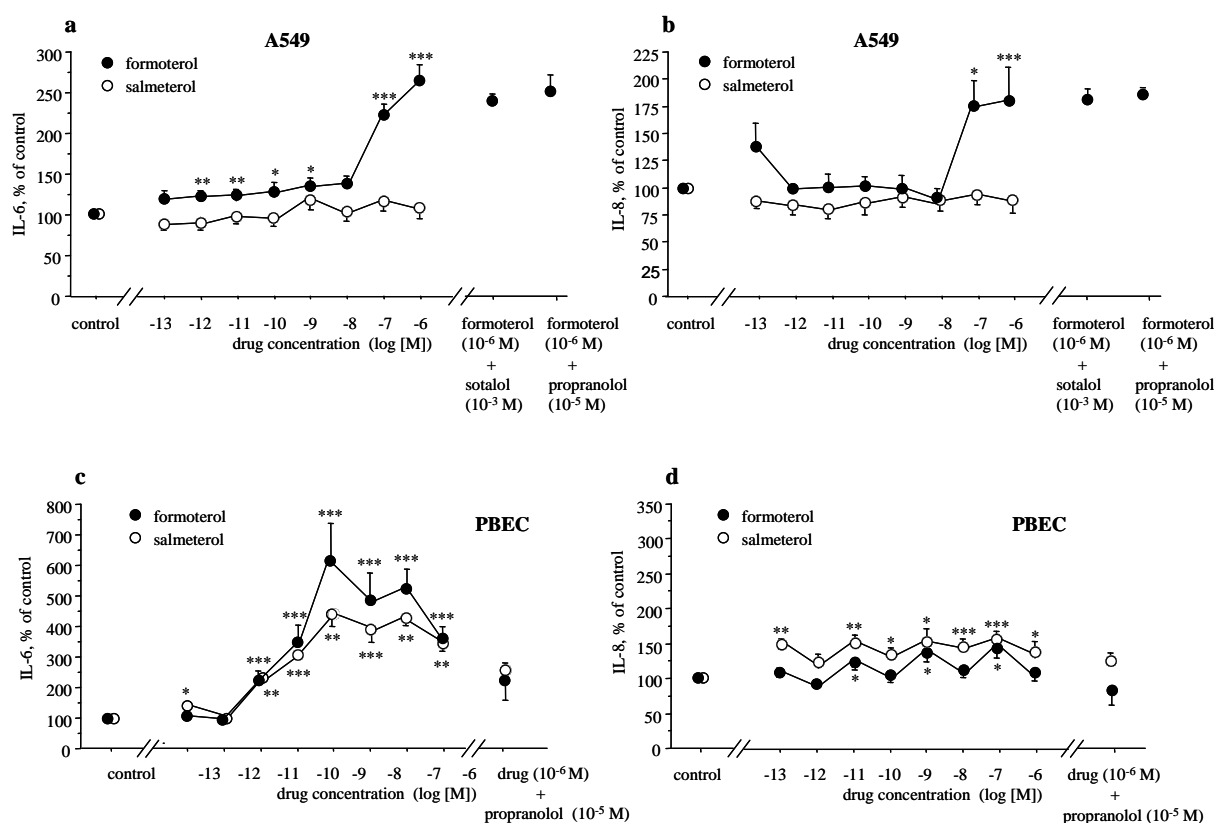 a
A549
formoterol
salmeterol
IL-6, % of control
300
250
200
150
100
50
0
***
***
**
**
*
*
control
-13 -12 -11 -10 -9 -8 -7 -6
drug concentration (log [M])
formoterol
(10-6 M)
+
sotalol
(10-3 M)
formoterol
(10-6 M)
+
propranolol
(10-5 M)
b
A549
formoterol
salmeterol
IL-8, % of control
225
200
175
150
125
100
75
50
25
0
*
***
control
-13 -12 -11 -10 -9 -8 -7 -6
drug concentration (log [M])
formoterol
(10-6 M)
+
sotalol
(10-3 M)
formoterol
(10-6 M)
+
propranolol
(10-5 M)
c
PBEC
formoterol
salmeterol
IL-6, % of control
800
700
600
500
400
300
200
100
0
*
***
**
***
***
***
**
***
***
***
**
***
**
control
-13 -12 -11 -10 -9 -8 -7 -6
drug concentration (log [M])
drug (10-6 M)
+
propranolol (10-5 M)
d
PBEC
formoterol
salmeterol
IL-8, % of control
350
300
250
200
150
100
50
0
**
**
*
*
*
*
***
***
*
*
control
-13 -12 -11 -10 -9 -8 -7 -6
drug concentration (log [M])
drug (10-6 M)
+
propranolol (10-5 M)